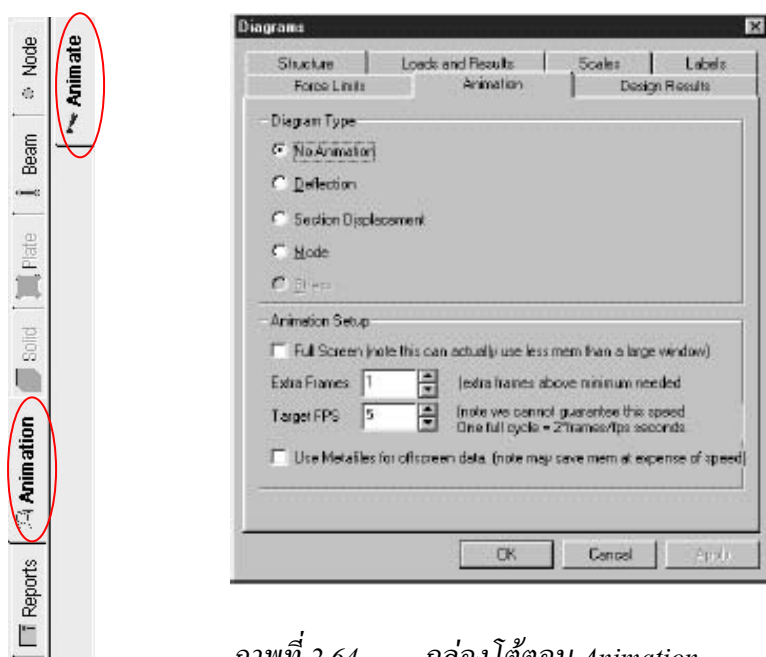 Node
Beam
Plate
Solid
Animation
Reports
Animate
Diagrams
Structure
Loads and Results
Scales
Labels
Force Limits
Animation
Design Results
Diagram Type
No Animation
Deflection
Section Displacement
Mode
Stress
Animation Setup
Full Screen (note this can actually use less mem than a large window)
Extra Frames 1 (extra frames above minimum needed
Target FPS 5 (note we cannot guarantee this speed
One full cycle = 2*frames/fps seconds
Use Metafiles for offscreen data. (note may save mem at expense of speed)
OK
Cancel
Apply
ภาพที่ 2.64 กล่องโต้ตอบ Animation